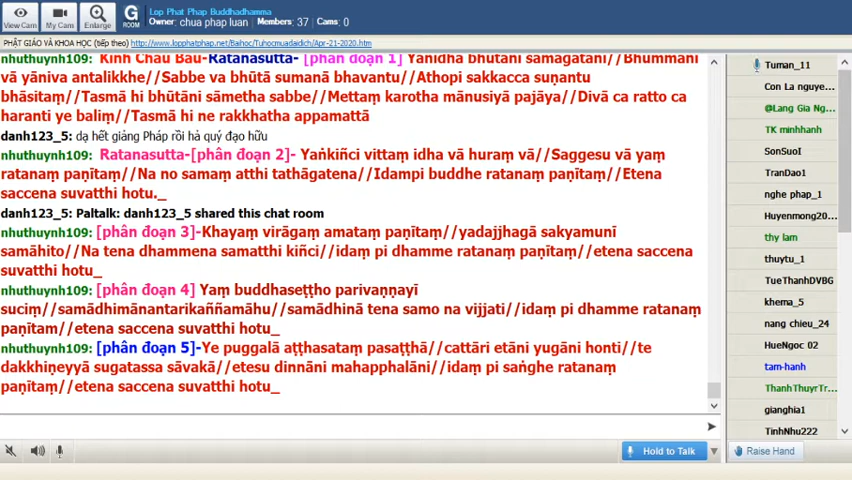 View Cam
My Cam
Enlarge
G
ROOM
Lop Phat Phap Buddhadhamma
Owner: chua phap luan Members: 37 Cams: 0
PHẬT GIÁO VÀ KHOA HỌC (tiếp theo) http://www.lopphatphap.net/Baihoc/Tuhocmuadaidich/Apr-21-2020.htm
nhuthuynh109: Kinh Châu Báu-Ratanasutta- [phân đoạn 1] Yānīdha bhūtāni samāgatāni//Bhummāni
vā yāniva antalikkhe//Sabbe va bhūtā sumanā bhavantu//Athopi sakkacca suṇantu
bhāsitaṃ//Tasmā hi bhūtāni sāmetha sabbe//Mettaṃ karotha mānusiyā pajāya//Divā ca ratto ca
haranti ye baliṃ//Tasmā hi ne rakkhatha appamattā
danh123_5: dạ hết giảng Pháp rồi hả quý đạo hữu
nhuthuynh109: Ratanasutta-[phân đoạn 2]- Yaṅkiñci vittaṃ idha vā huraṃ vā//Saggesu vā yaṃ
ratanaṃ paṇītaṃ//Na no samaṃ atthi tathāgatena//Idampi buddhe ratanaṃ paṇītaṃ//Etena
saccena suvatthi hotu._
danh123_5: Paltalk: danh123_5 shared this chat room
nhuthuynh109: [phân đoạn 3]-Khayaṃ virāgaṃ amataṃ paṇītaṃ//yadajjhagā sakyamunī
samāhito//Na tena dhammena samatthi kiñci//idaṃ pi dhamme ratanaṃ paṇītaṃ//etena saccena
suvatthi hotu_
nhuthuynh109: [phân đoạn 4] Yaṃ buddhaseṭṭho parivaṇṇayī
suciṃ//samādhimānantarikaññamāhu//samādhinā tena samo na vijjati//idaṃ pi dhamme ratanaṃ
paṇītaṃ//etena saccena suvatthi hotu_
nhuthuynh109: [phân đoạn 5]-Ye puggalā aṭṭhasataṃ pasaṭṭhā//cattāri etāni yugāni honti//te
dakkhiṇeyyā sugatassa sāvakā//etesu dinnāni mahapphalāni//idaṃ pi saṅghe ratanaṃ
paṇītaṃ//etena saccena suvatthi hotu_
Tuman_11
Con La nguye...
@Lang Gia Ng...
TK minhhanh
SonSuoI
TranDao1
nghe phap_1
Huyenmong20...
thy lam
thuytu_1
TueThanhDVBG
khema_5
nang chieu_24
HueNgoc 02
tam-hanh
ThanhThuyrTr...
gianghia1
TinhNhu222
Hold to Talk
Raise Hand